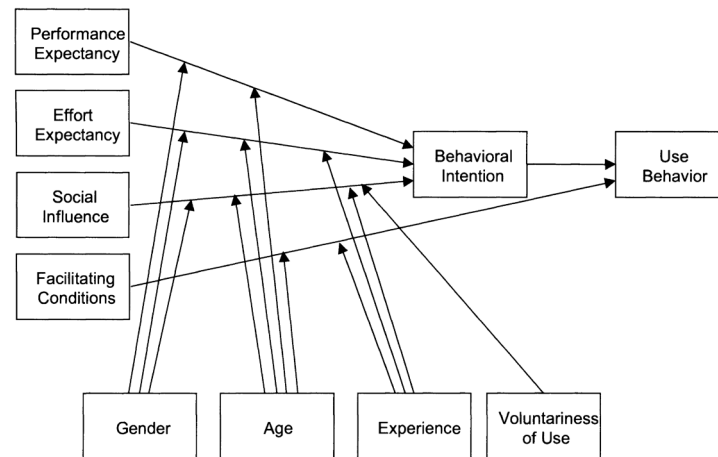 Performance
Expectancy
Effort
Expectancy
Social
Influence
Facilitating
Conditions
Behavioral
Intention
Use
Behavior
Gender
Age
Experience
Voluntariness
of Use